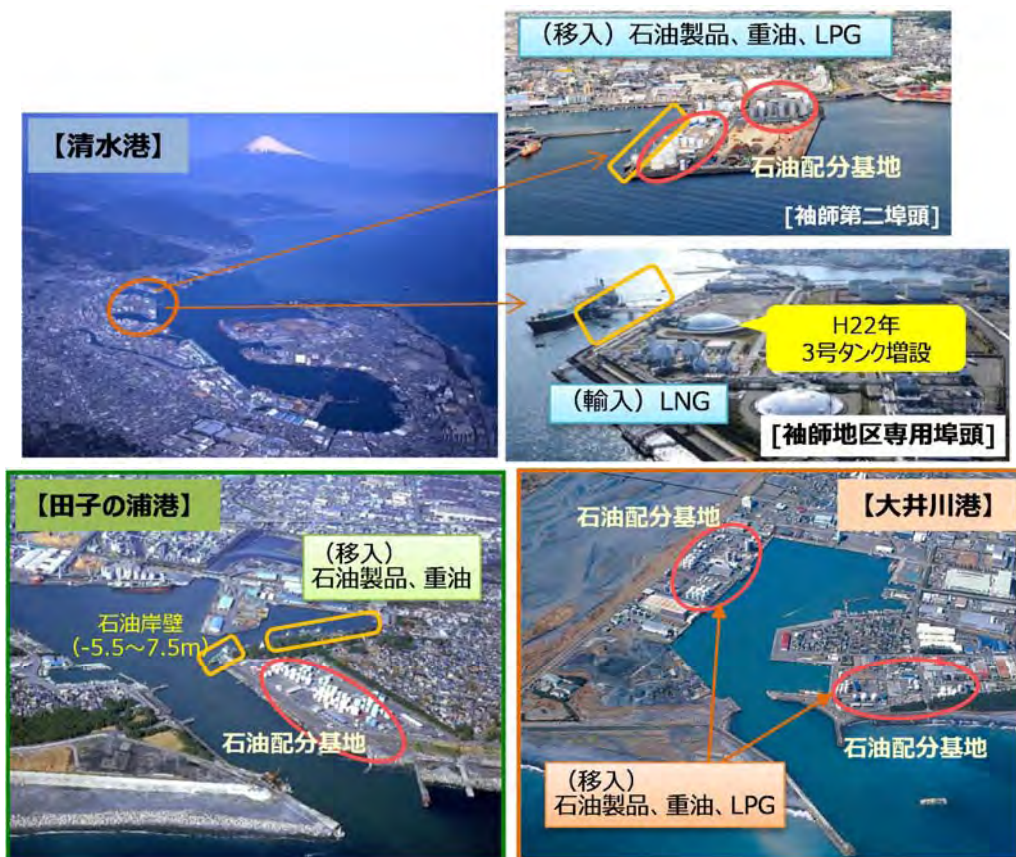 【清水港】
（移入）石油製品、重油、LPG
石油配分基地
[袖師第二埠頭]
H22年
3号タンク増設
（輸入）LNG
[袖師地区専用埠頭]
【田子の浦港】
（移入）
石油製品、重油
石油岸壁
（-5.5～7.5m）
石油配分基地
【大井川港】
石油配分基地
石油配分基地
（移入）
石油製品、重油、LPG